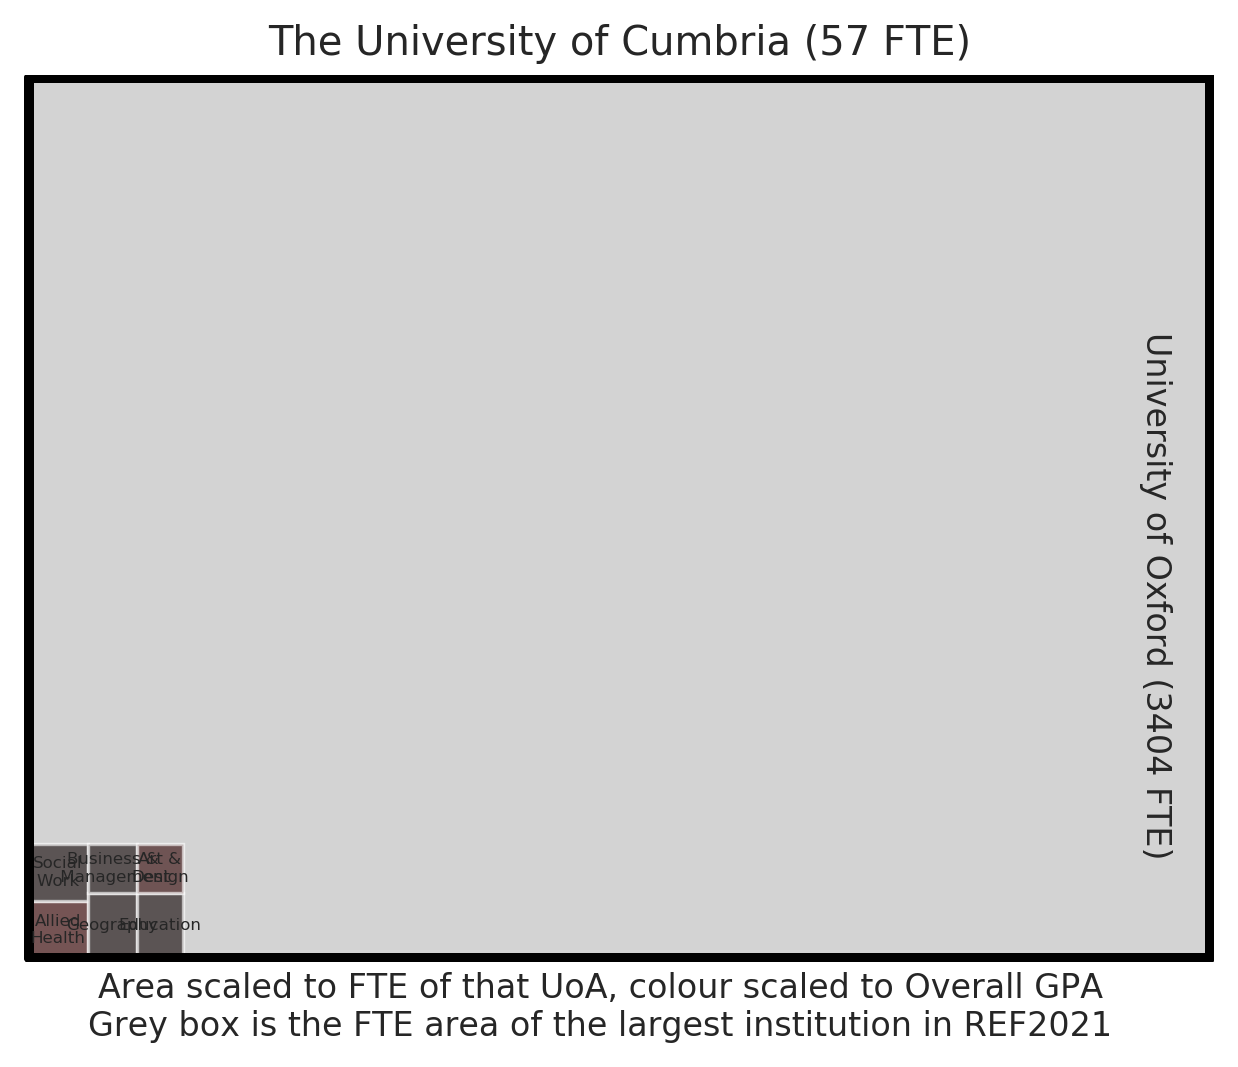 The University of Cumbria (57 FTE)
University of Oxford (3404 FTE)
Social
Work
Business &
Management
Art &
Design
Allied
Health
Geography
Education
Area scaled to FTE of that UoA, colour scaled to Overall GPA
Grey box is the FTE area of the largest institution in REF2021